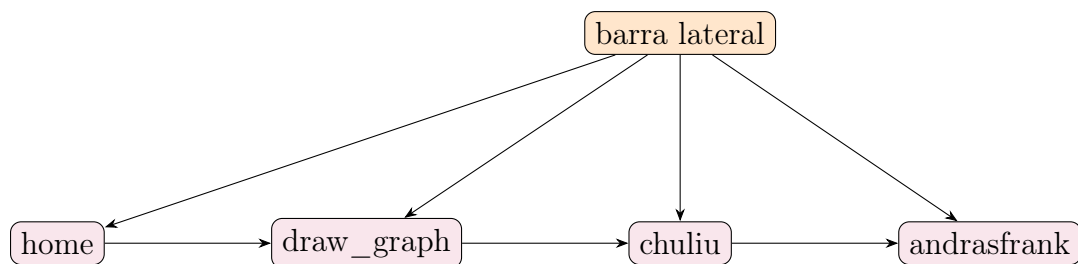 barra lateral
home
draw_graph
chuliu
andrasfrank